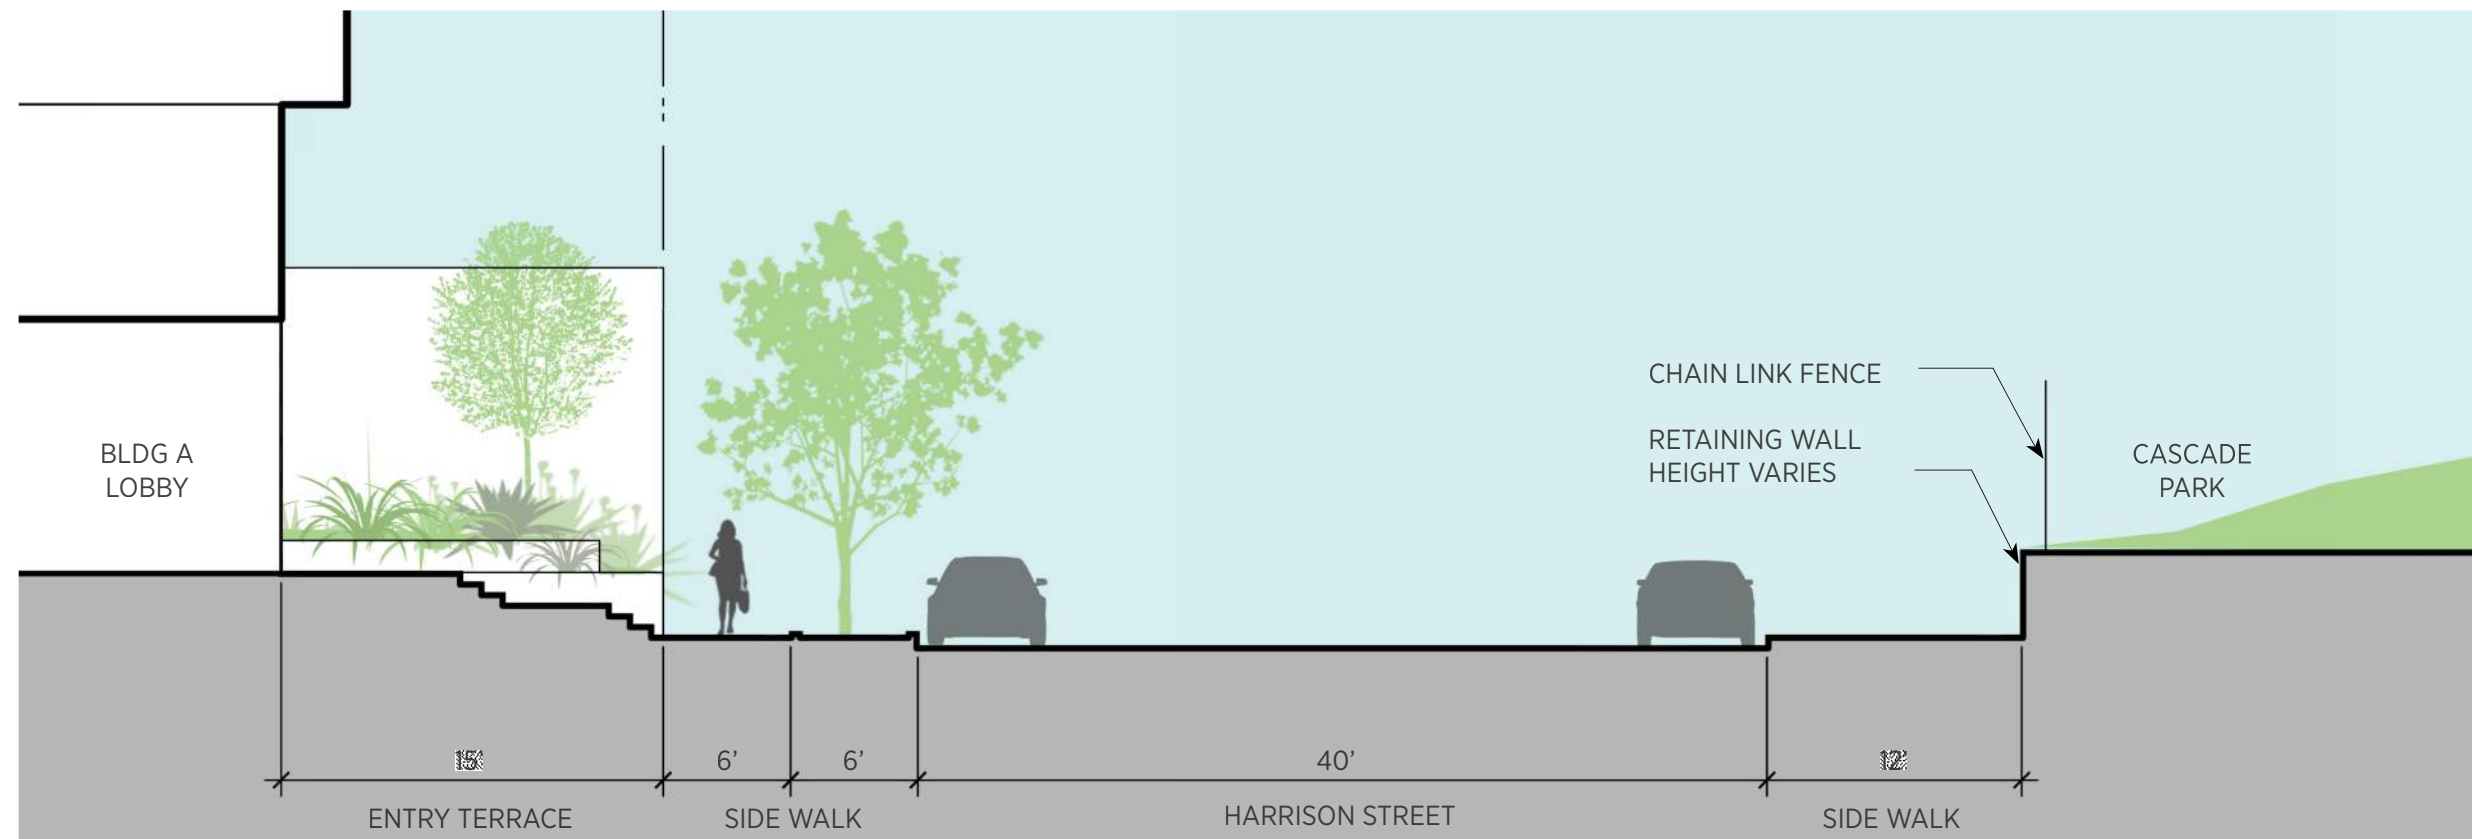 CHAIN LINK FENCE
RETAINING WALL
HEIGHT VARIES
BLDG A
LOBBY
CASCADE
PARK
6’
6’
40’
ENTRY TERRACE
SIDE WALK
HARRISON STREET
SIDE WALK